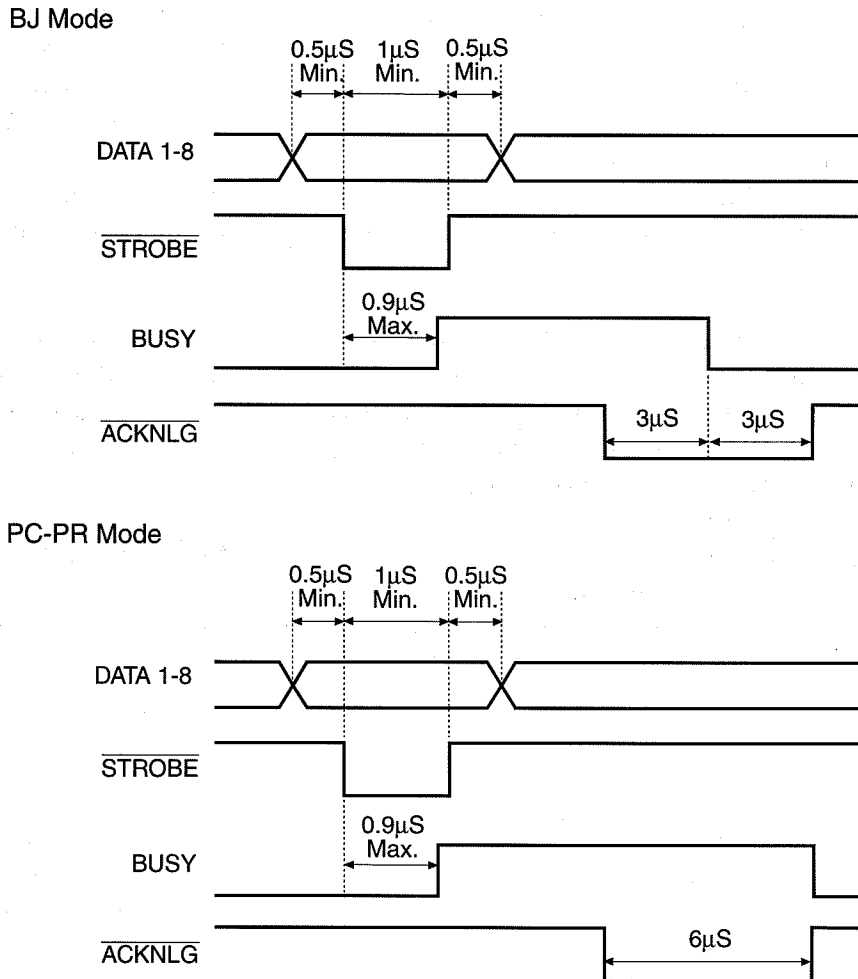 BJ Mode
0.5μS 1μS 0.5μS
Min. Min. Min.
DATA 1-8
STROBE
0.9μS
Max.
BUSY
ACKNLG
3μS 3μS
PC-PR Mode
0.5μS 1μS 0.5μS
Min. Min. Min.
DATA 1-8
STROBE
0.9μS
Max.
BUSY
ACKNLG
6μS